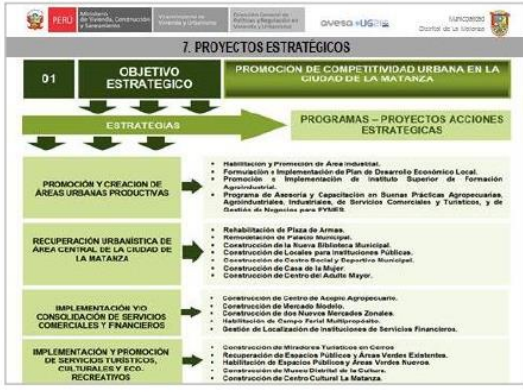 PERÚ
Ministerio
de Vivienda, Construcción
y Saneamiento
Viceministerio de
Vivienda y Urbanismo
Dirección General de
Políticas y Regulación en
Vivienda y Urbanismo
Municipalidad
Distrital de La Matanza
7. PROYECTOS ESTRATÉGICOS
01
OBJETIVO
ESTRATEGICO
PROMOCION DE COMPETITIVIDAD URBANA EN LA
CIUDAD DE LA MATANZA
ESTRATEGIAS
PROGRAMAS – PROYECTOS ACCIONES
ESTRATEGICAS
PROMOCIÓN Y CREACION DE
ÁREAS URBANAS PRODUCTIVAS
• Habilitación y Promoción de Área Industrial.
• Formulación e Implementación de Plan de Desarrollo Económico Local.
• Promoción e Implementación de Instituto Superior de Formación
Agroindustrial.
• Programa de Asesoría y Capacitación en Buenas Prácticas Agropecuarias,
Agroindustriales, Industriales, de Servicios Comerciales y Turísticos, y de
Gestión de Negocios para PYMES.
RECUPERACIÓN URBANÍSTICA DE
ÁREA CENTRAL DE LA CIUDAD DE
LA MATANZA
• Rehabilitación de Plaza de Armas.
• Remodelación de Palacio Municipal.
• Construcción de la Nueva Biblioteca Municipal.
• Construcción de Locales para Instituciones Públicas.
• Construcción de Centro Social y Deportivo Municipal.
• Construcción de Casa de la Mujer.
• Construcción de Centro del Adulto Mayor.
IMPLEMENTACIÓN Y/O
CONSOLIDACIÓN DE SERVICIOS
COMERCIALES Y FINANCIEROS
• Construcción de Centro de Acopio Agropecuario.
• Habilitación de Mercado Modelo.
• Construcción de dos Nuevos Mercados Zonales.
• Habilitación de Campo Ferial Multipropósito.
• Gestión de Localización de Instituciones de Servicios Financieros.
IMPLEMENTACIÓN Y PROMOCIÓN
DE SERVICIOS TURÍSTICOS,
CULTURALES Y ECO.
RECREATIVOS
• Construcción de Miradores Turísticos en Cerros
• Recuperación de Espacios Públicos y Áreas Verdes Existentes.
• Habilitación de Espacios Públicos y Áreas Verdes Nuevos.
• Construcción de Museo Distrital de la Cultura.
• Construcción de Centro Cultural La Matanza.